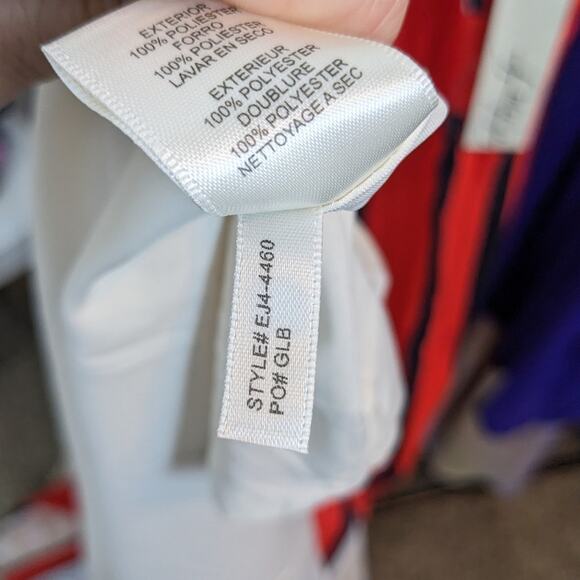 EXTERIOR
100% POLIESTER
FORRO
100% POLIESTER
LAVAR EN SECO
EXTERIEUR
100% POLYESTER
DOUBLURE
100% POLYESTER
NETTOYAGE A SEC
STYLE# EJ4-4460
PO# GLB